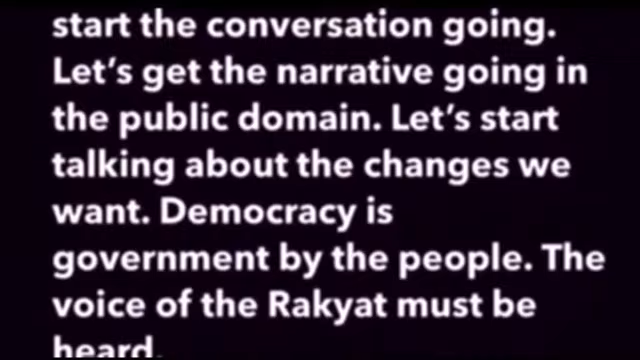 start the conversation going.
Let's get the narrative going in
the public domain. Let's start
talking about the changes we
want. Democracy is
government by the people. The
voice of the Rakyat must be
heard.